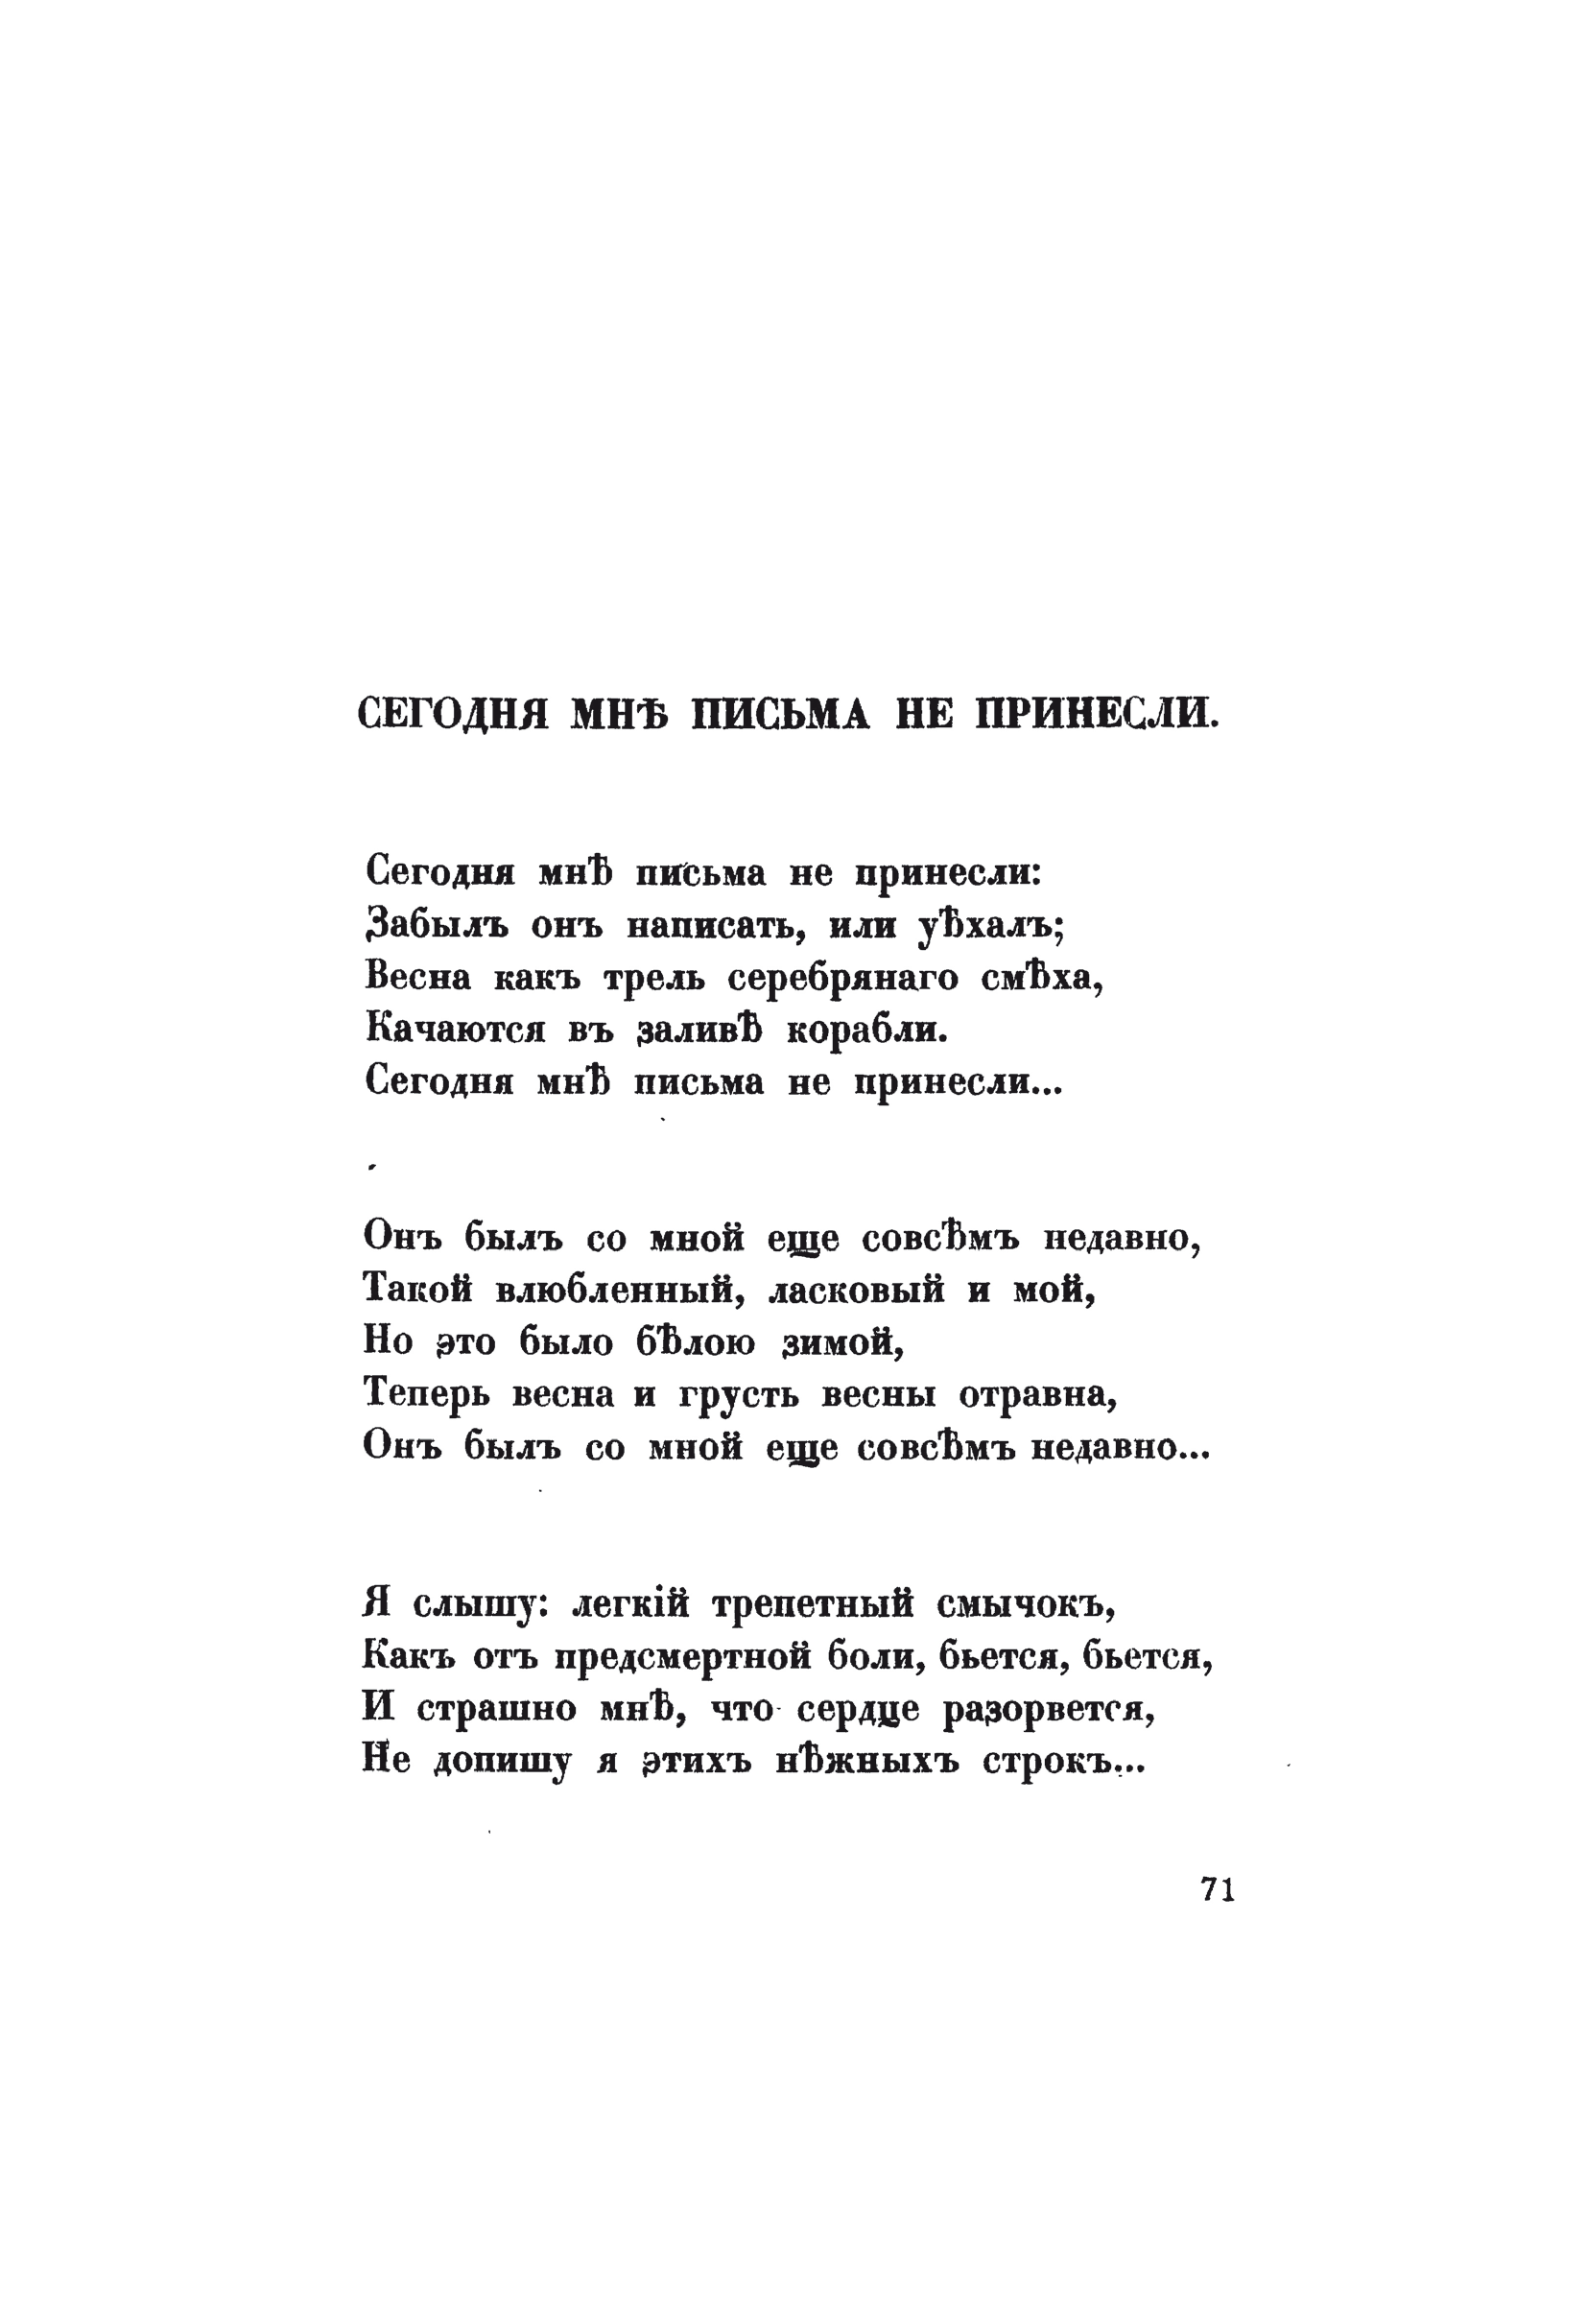 СЕГОДНЯ МНѢ ПИСЬМА НЕ ПРИНЕСЛИ.
Сегодня мнѣ письма не принесли:
Забылъ онъ написать, или уѣхалъ;
Весна какъ трель серебрянаго смѣха,
Качаются въ заливѣ корабли.
Сегодня мнѣ письма не принесли...
Онъ былъ со мной еще совсѣмъ недавно,
Такой влюбленный, ласковый и мой,
Но это было бѣлою зимой,
Теперь весна и грусть весны отравна,
Онъ былъ со мной еще совсѣмъ недавно...
Я слышу: легкій трепетный смычокъ,
Какъ отъ предсмертной боли, бьется, бьется,
И страшно мнѣ, что сердце разорвется,
Не допишу я этихъ нѣжныхъ строкъ...
71